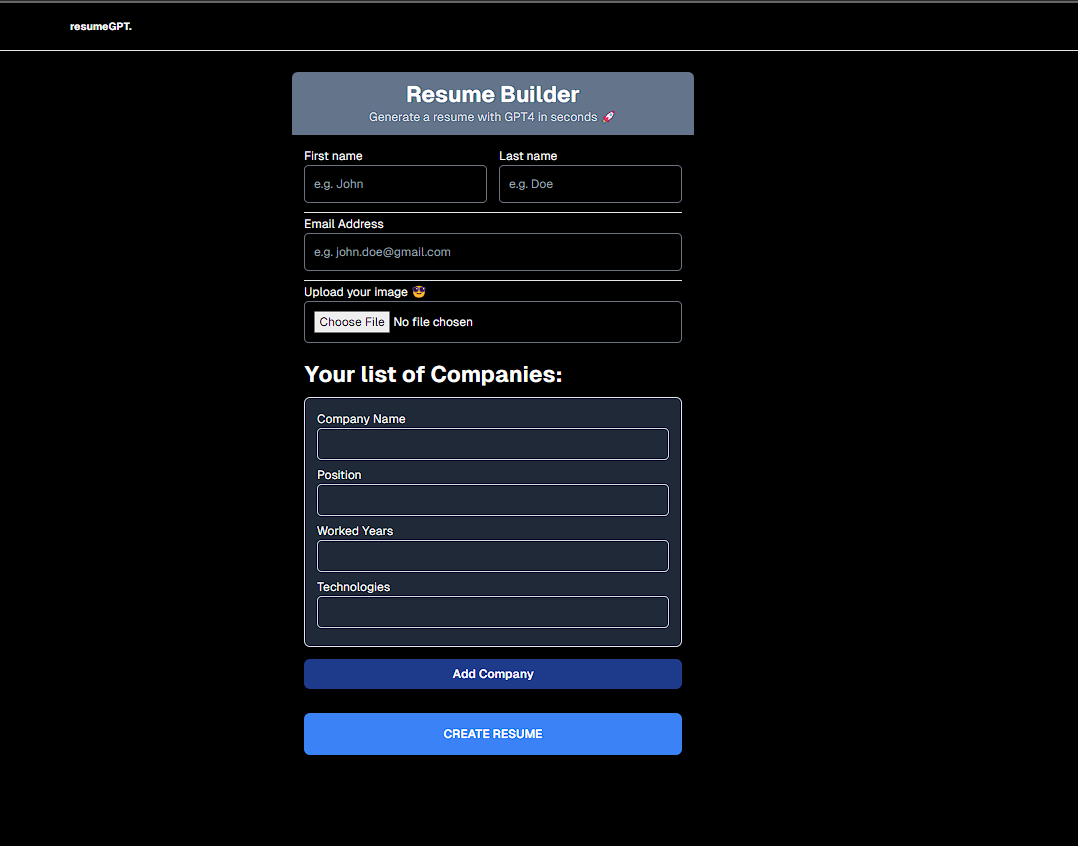 resumeGPT.
Resume Builder
Generate a resume with GPT4 in seconds 🚀
First name Last name
e.g. John e.g. Doe
Email Address
e.g. john.doe@gmail.com
Upload your image 🤓
Choose File No file chosen
Your list of Companies:
Company Name
Position
Worked Years
Technologies
Add Company
CREATE RESUME